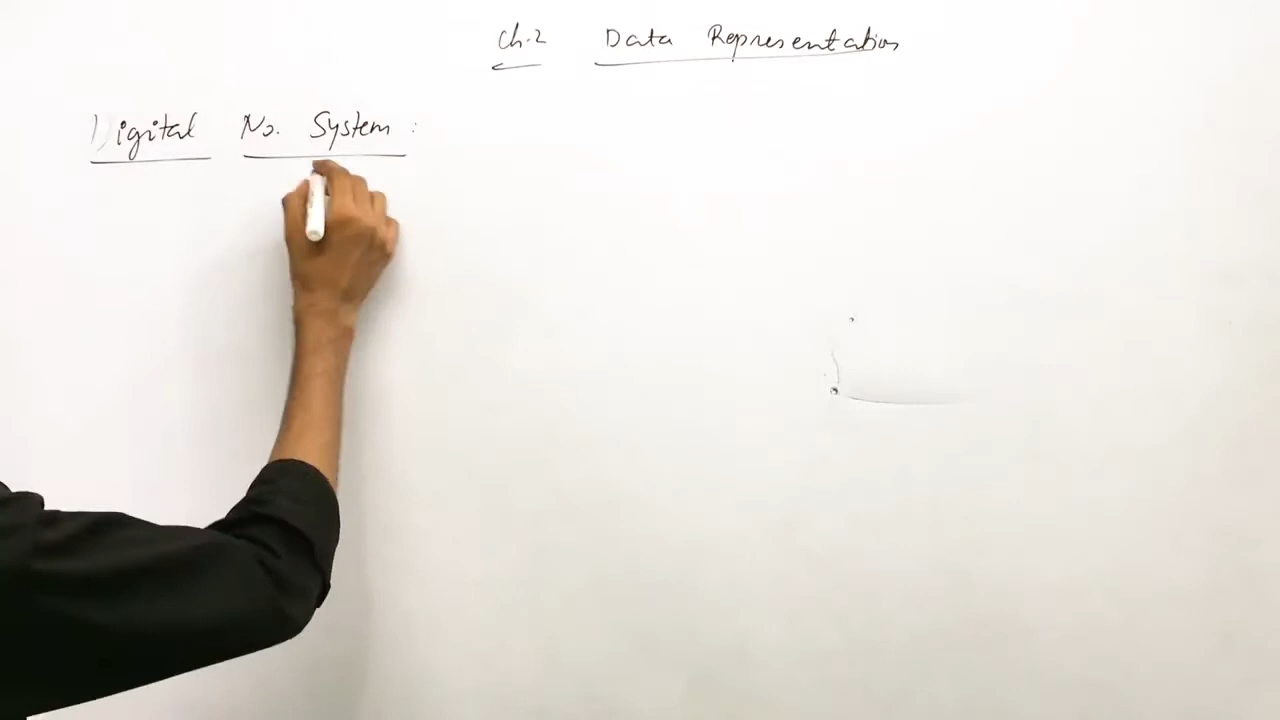 Ch.2 Data Representation
Digital No. System :